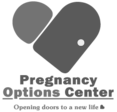 Pregnancy
Options Center
Opening doors to a new life